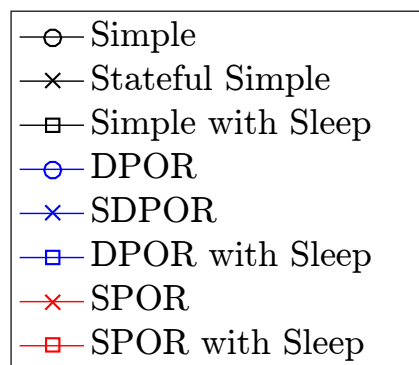 Simple
Stateful Simple
Simple with Sleep
DPOR
SDPOR
DPOR with Sleep
SPOR
SPOR with Sleep